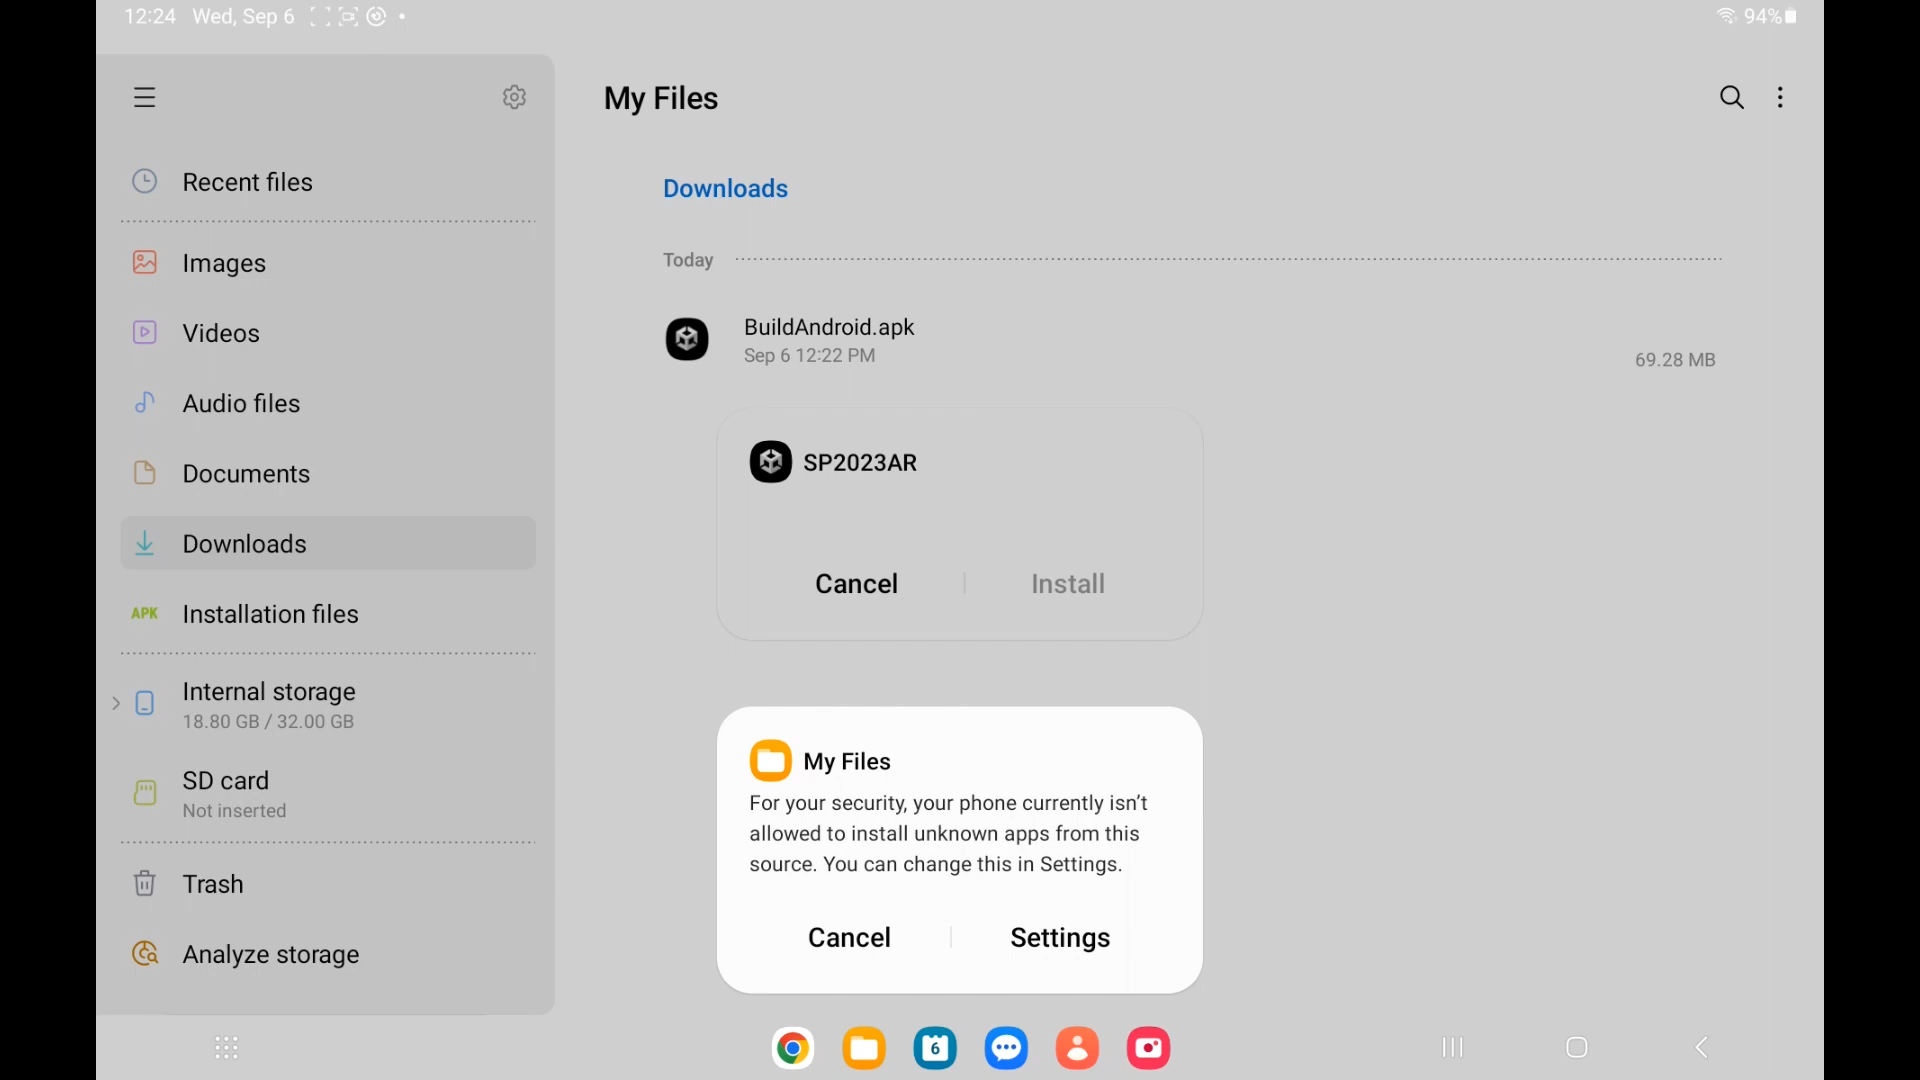 12:24 Wed, Sep 6
94%
My Files
Recent files
Images
Videos
Audio files
Documents
Downloads
APK Installation files
Internal storage
18.80 GB / 32.00 GB
SD card
Not inserted
Trash
Analyze storage
Downloads
Today
BuildAndroid.apk
Sep 6 12:22 PM
69.28 MB
SP2023AR
Cancel Install
My Files
For your security, your phone currently isn't
allowed to install unknown apps from this
source. You can change this in Settings.
Cancel Settings
6